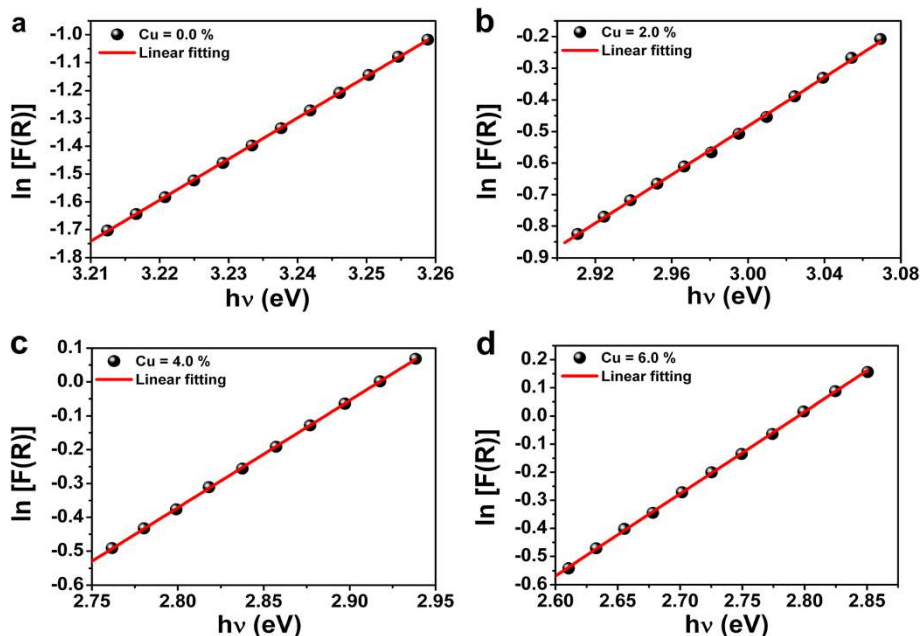 a
Cu = 0.0 %
Linear fitting
ln [F(R)]
-1.0
-1.1
-1.2
-1.3
-1.4
-1.5
-1.6
-1.7
-1.8
3.21 3.22 3.23 3.24 3.25 3.26
hν (eV)
b
Cu = 2.0 %
Linear fitting
ln [F(R)]
-0.2
-0.3
-0.4
-0.5
-0.6
-0.7
-0.8
-0.9
2.92 2.96 3.00 3.04 3.08
hν (eV)
c
Cu = 4.0 %
Linear fitting
ln [F(R)]
0.1
0.0
-0.1
-0.2
-0.3
-0.4
-0.5
-0.6
2.75 2.80 2.85 2.90 2.95
hν (eV)
d
Cu = 6.0 %
Linear fitting
ln [F(R)]
0.2
0.1
0.0
-0.1
-0.2
-0.3
-0.4
-0.5
-0.6
2.60 2.65 2.70 2.75 2.80 2.85
hν (eV)